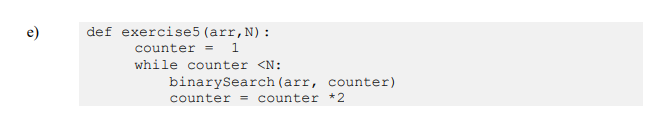 e) def exercise5(arr,N):
counter = 1
while counter <N:
binarySearch(arr, counter)
counter = counter *2